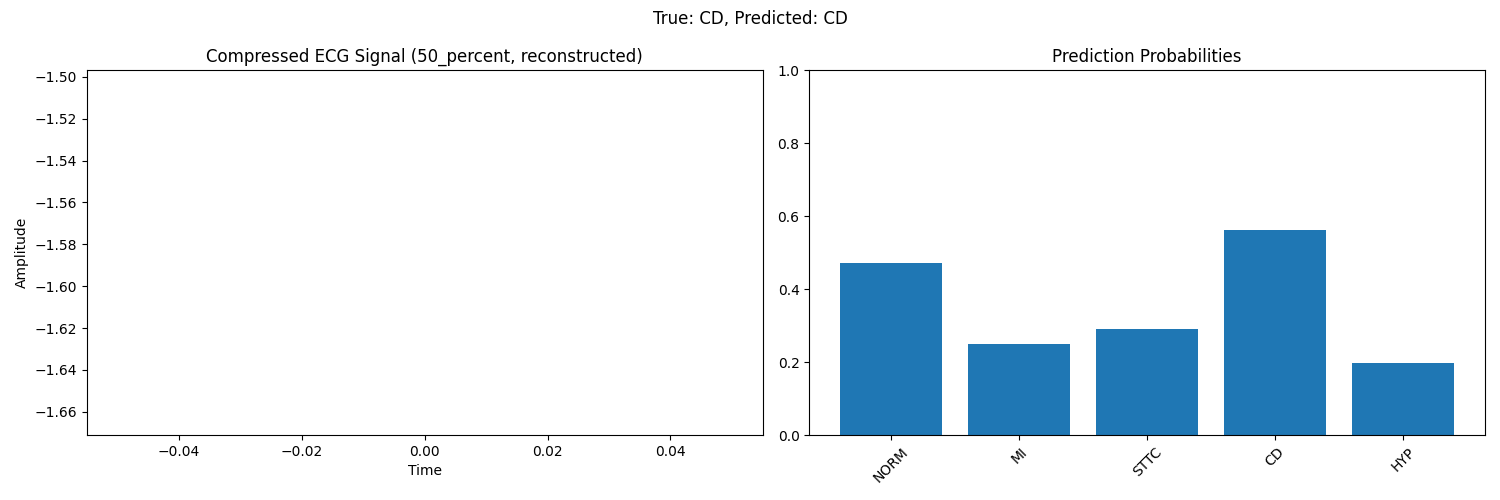 True: CD, Predicted: CD
Compressed ECG Signal (50_percent, reconstructed)
Amplitude
−1.50
−1.52
−1.54
−1.56
−1.58
−1.60
−1.62
−1.64
−1.66
−0.04
−0.02
0.00
0.02
0.04
Time
Prediction Probabilities
1.0
0.8
0.6
0.4
0.2
0.0
NORM
MI
STTC
CD
HYP